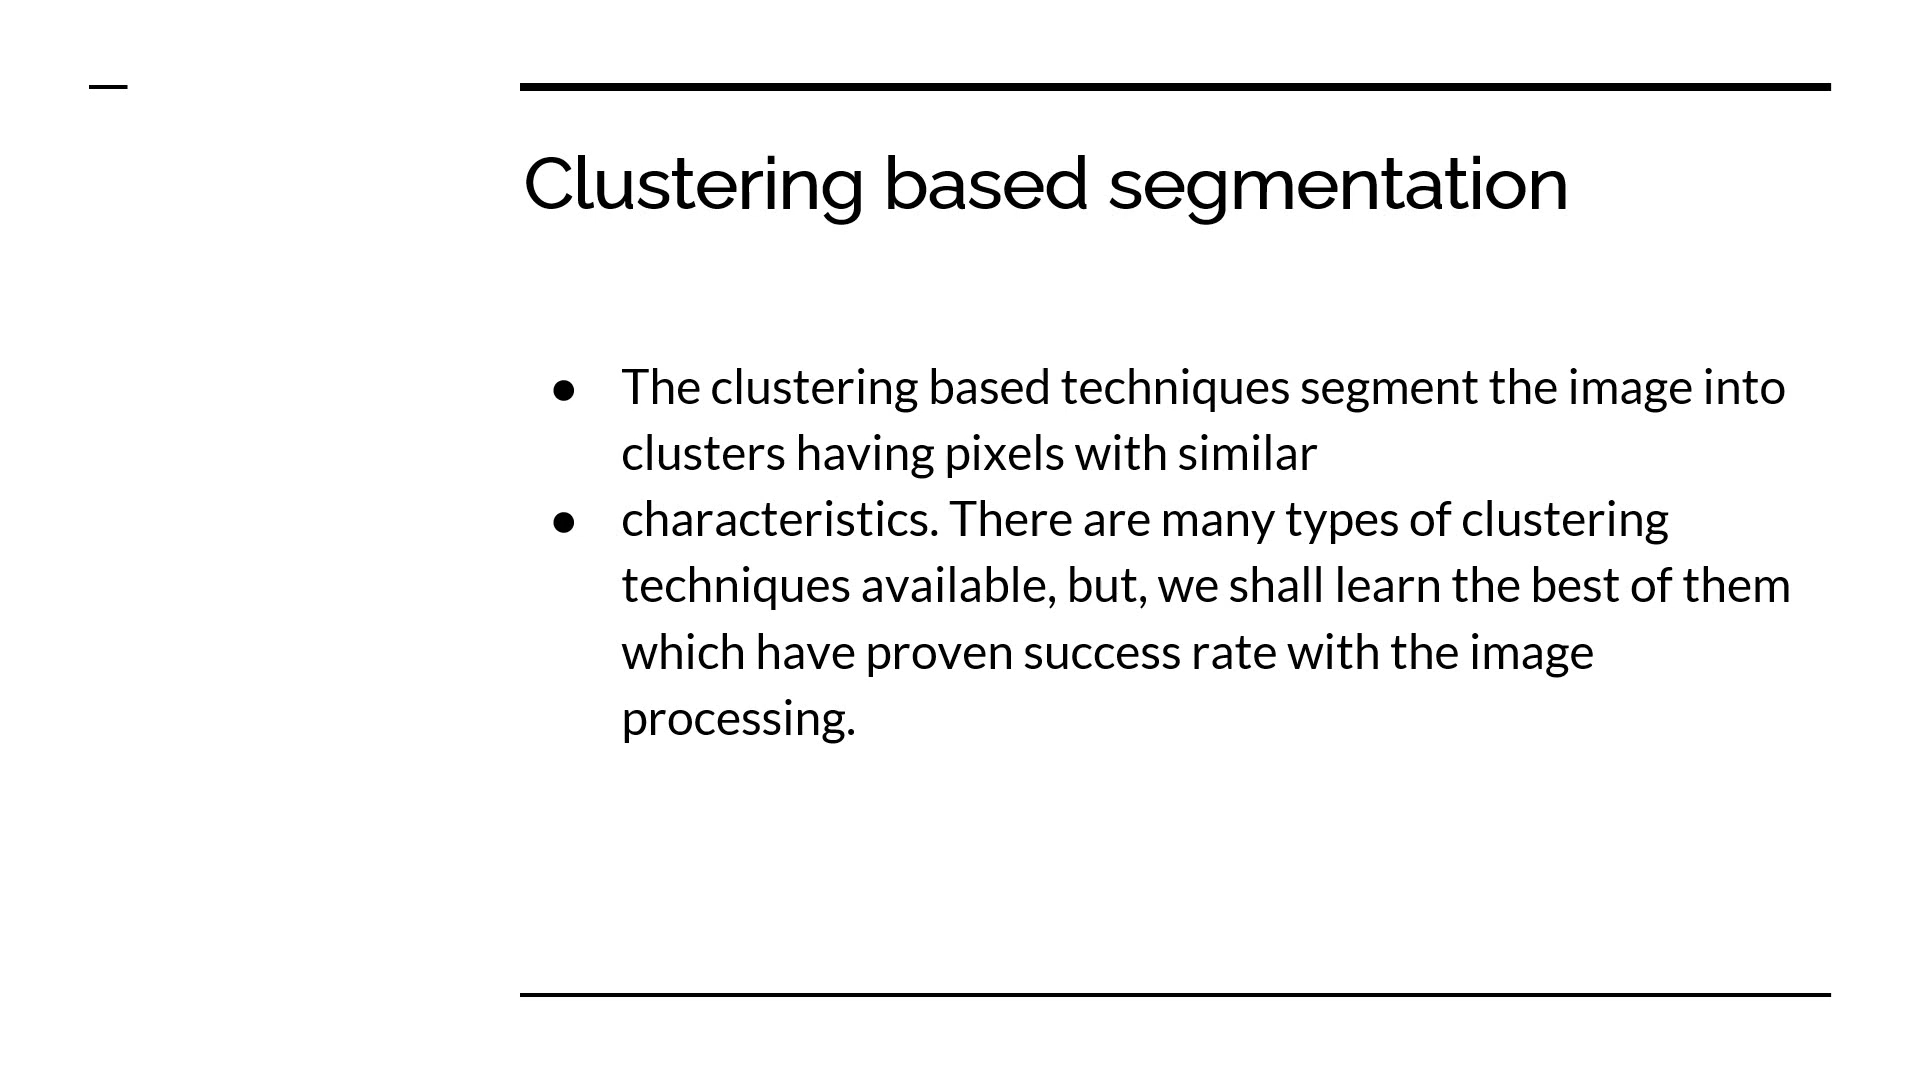 Clustering based segmentation
● The clustering based techniques segment the image into
clusters having pixels with similar
● characteristics. There are many types of clustering
techniques available, but, we shall learn the best of them
which have proven success rate with the image
processing.